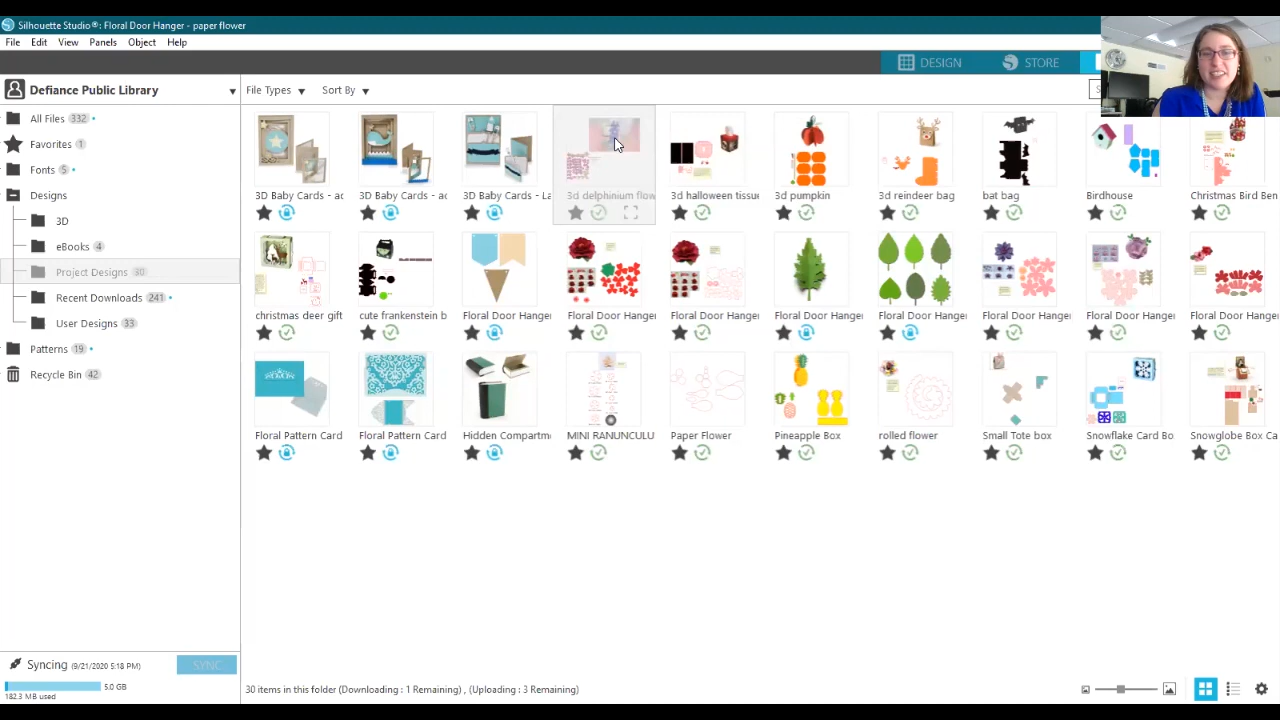 Silhouette Studio®: Floral Door Hanger - paper flower
File Edit View Panels Object Help
DESIGN STORE
Defiance Public Library
File Types Sort By
All Files 332
Favorites 1
Fonts 5
Designs
3D
eBooks 4
Project Designs 30
Recent Downloads 241
User Designs 33
Patterns 19
Recycle Bin 42
3D Baby Cards - ac 3D Baby Cards - ac 3D Baby Cards - La 3d delphinium flow 3d halloween tissue 3d pumpkin 3d reindeer bag bat bag Birdhouse Christmas Bird Ben
christmas deer gift cute frankenstein b Floral Door Hanger Floral Door Hanger Floral Door Hanger Floral Door Hanger Floral Door Hanger Floral Door Hanger Floral Door Hanger Floral Door Hanger
Floral Pattern Card Floral Pattern Card Hidden Compartme MINI RANUNCULU Paper Flower Pineapple Box rolled flower Small Tote box Snowflake Card Bo Snowglobe Box Ca
Syncing (9/21/2020 5:18 PM) SYNC
5.0 GB
182.3 MB used
30 items in this folder (Downloading : 1 Remaining) , (Uploading : 3 Remaining)